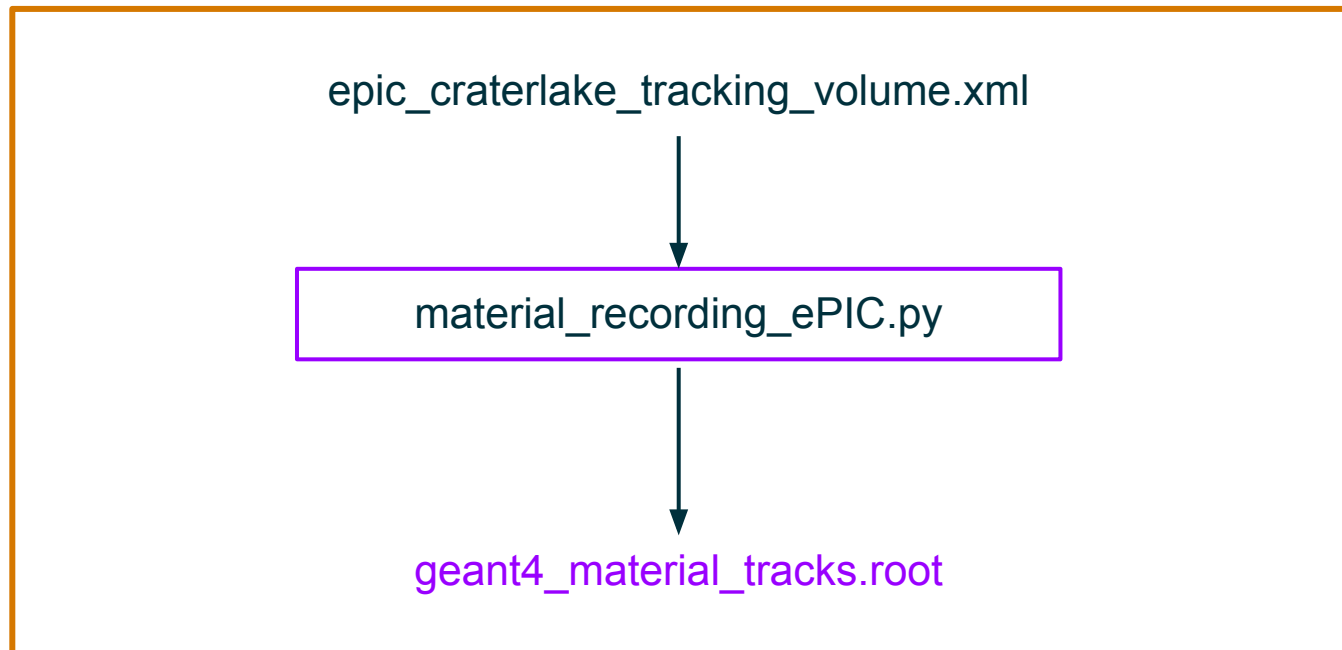 epic_craterlake_tracking_volume.xml
material_recording_ePIC.py
geant4_material_tracks.root